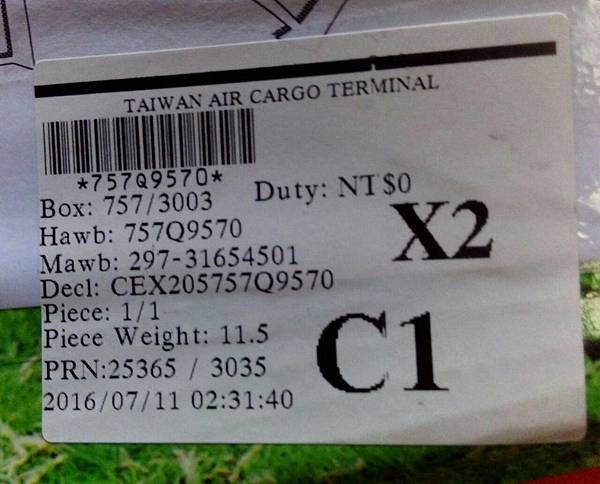 TAIWAN AIR CARGO TERMINAL
*757Q9570*
Box: 757/3003
Duty: NT$0
Hawb: 757Q9570
X2
Mawb: 297-31654501
Decl: CEX205757Q9570
Piece: 1/1
Piece Weight: 11.5
C1
PRN:25365 / 3035
2016/07/11 02:31:40